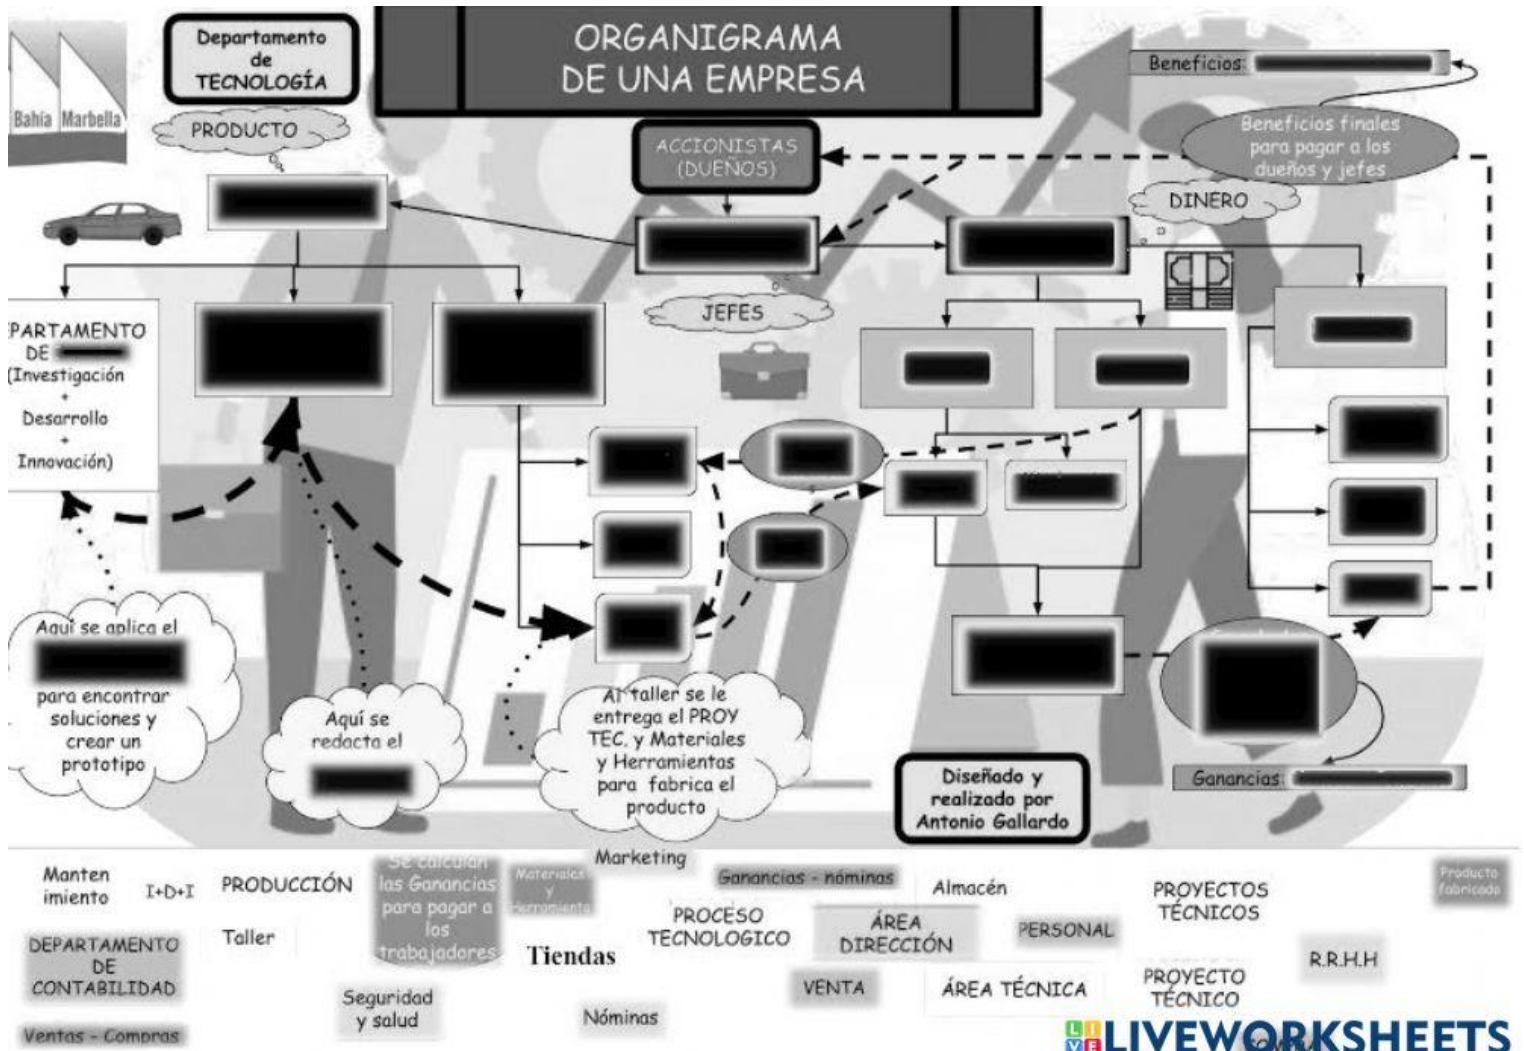 Bahía Marbella
Departamento
de
TECNOLOGÍA
ORGANIGRAMA
DE UNA EMPRESA
Beneficios:
PRODUCTO
ACCIONISTAS
(DUEÑOS)
Beneficios finales
para pagar a los
dueños y jefes
DINERO
JEFES
PARTAMENTO
DE
(Investigación
+
Desarrollo
+
Innovación)
Aquí se aplica el
para encontrar
soluciones y
crear un
prototipo
Aquí se
redacta el
Al taller se le
entrega el PROY
TEC. y Materiales
y Herramientas
para fabrica el
producto
Diseñado y
realizado por
Antonio Gallardo
Ganancias:
Manten
imiento
I+D+I
PRODUCCIÓN
Se calculan
las Ganancias
para pagar a
los
trabajadores
Materiales
y
Herramienta
Marketing
Ganancias - nóminas
Almacén
PROYECTOS
TÉCNICOS
Producto
fabricado
DEPARTAMENTO
DE
CONTABILIDAD
Taller
Tiendas
PROCESO
TECNOLOGICO
ÁREA
DIRECCIÓN
PERSONAL
R.R.H.H
Seguridad
y salud
Nóminas
VENTA
ÁREA TÉCNICA
PROYECTO
TÉCNICO
Ventas - Compras
LIVEWORKSHEETS